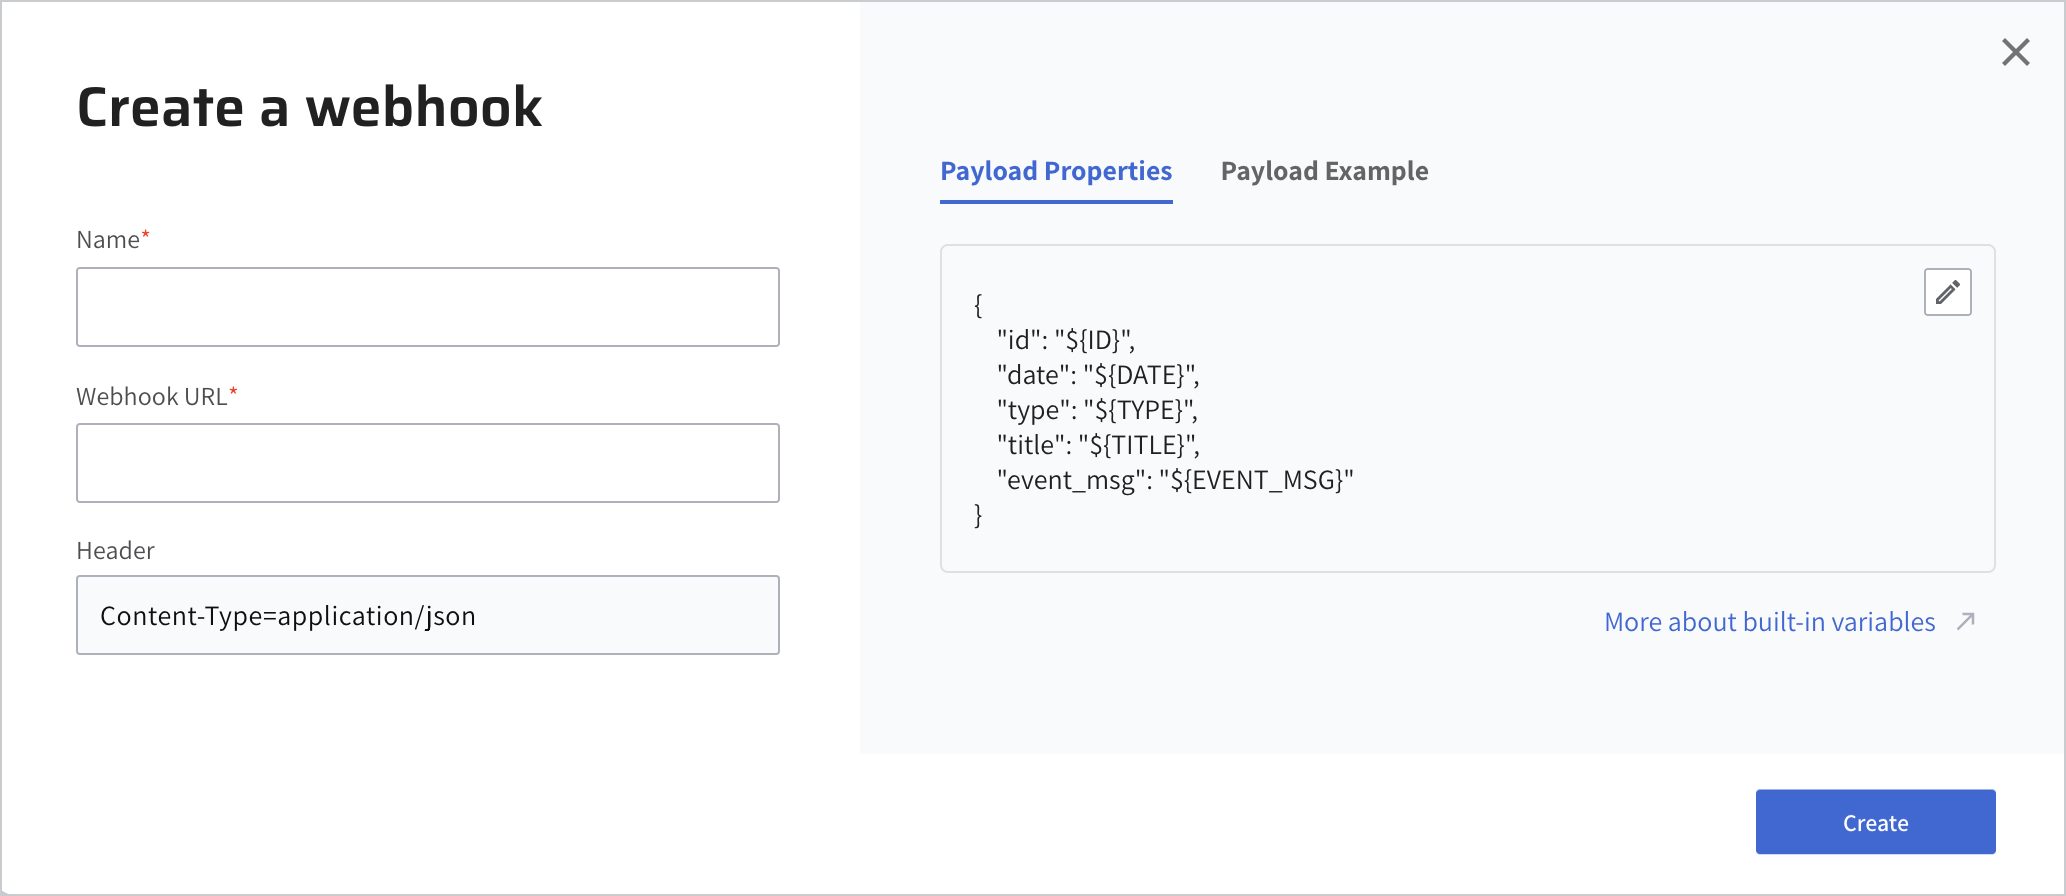 Create a webhook
Name*
Webhook URL*
Header
Content-Type=application/json
Payload Properties
Payload Example
{
"id": "${ID}",
"date": "${DATE}",
"type": "${TYPE}",
"title": "${TITLE}",
"event_msg": "${EVENT_MSG}"
}
More about built-in variables
Create